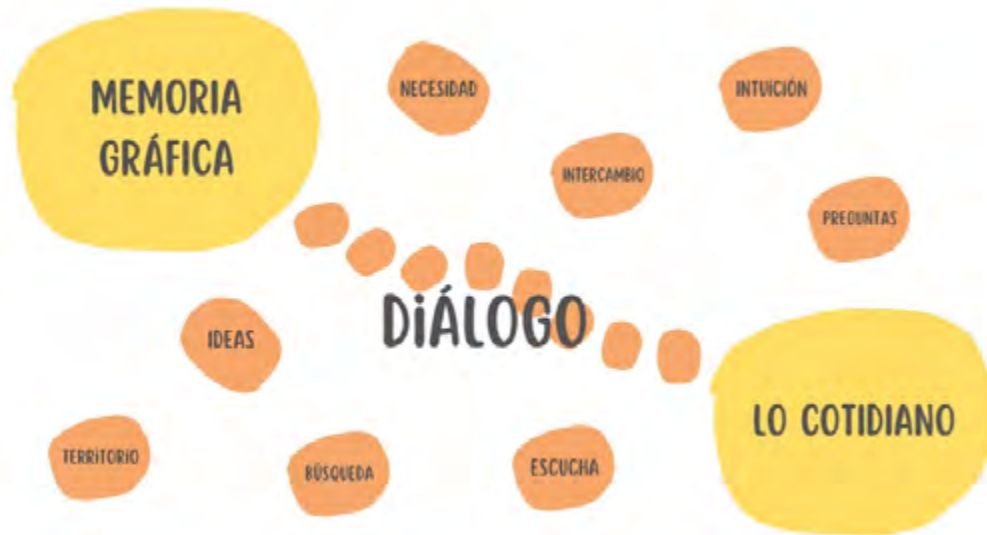 MEMORIA
GRÁFICA
NECESIDAD
INTUICIÓN
INTERCAMBIO
PREGUNTAS
DIÁLOGO
IDEAS
LO COTIDIANO
TERRITORIO
BÚSQUEDA
ESCUCHA